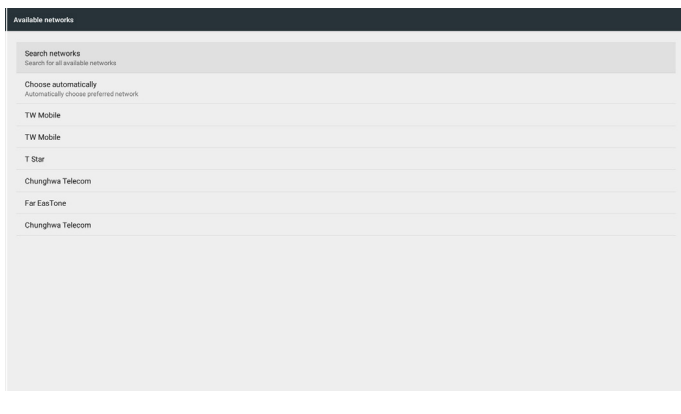 Available networks
Search networks
Search for all available networks
Choose automatically
Automatically choose preferred network
TW Mobile
TW Mobile
T Star
Chunghwa Telecom
Far EasTone
Chunghwa Telecom